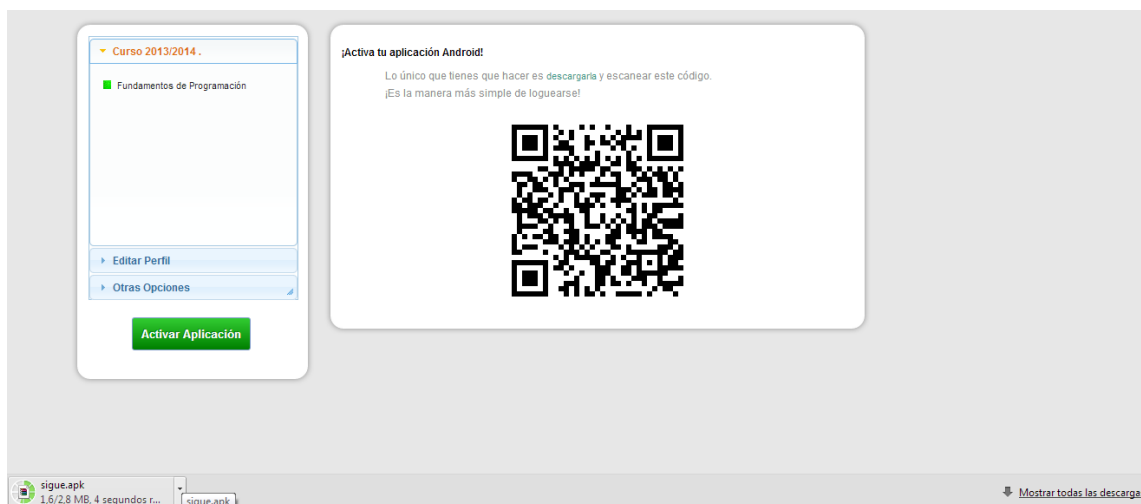 Curso 2013/2014 .
Fundamentos de Programación
Editar Perfil
Otras Opciones
Activar Aplicación
¡Activa tu aplicación Android!
Lo único que tienes que hacer es descargarla y escanear este código.
¡Es la manera más simple de loguearse!
sigue.apk
1,6/2,8 MB, 4 segundos r...
sigue.apk
Mostrar todas las descarga